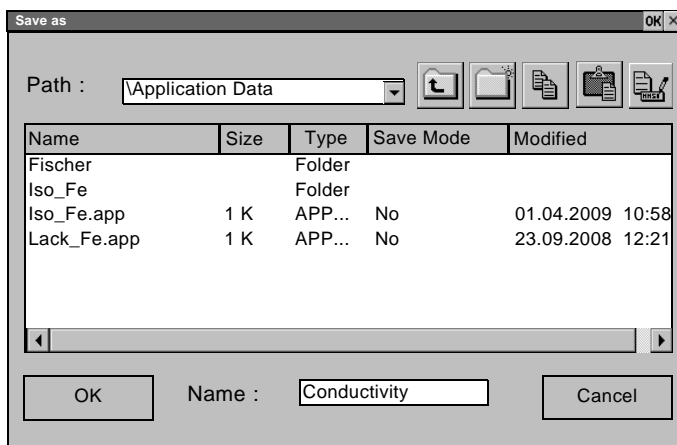 Save as OK ×
Path : \Application Data
Name Size Type Save Mode Modified
Fischer Folder
Iso_Fe Folder
Iso_Fe.app 1 K APP... No 01.04.2009 10:58
Lack_Fe.app 1 K APP... No 23.09.2008 12:21
OK Name : Conductivity Cancel